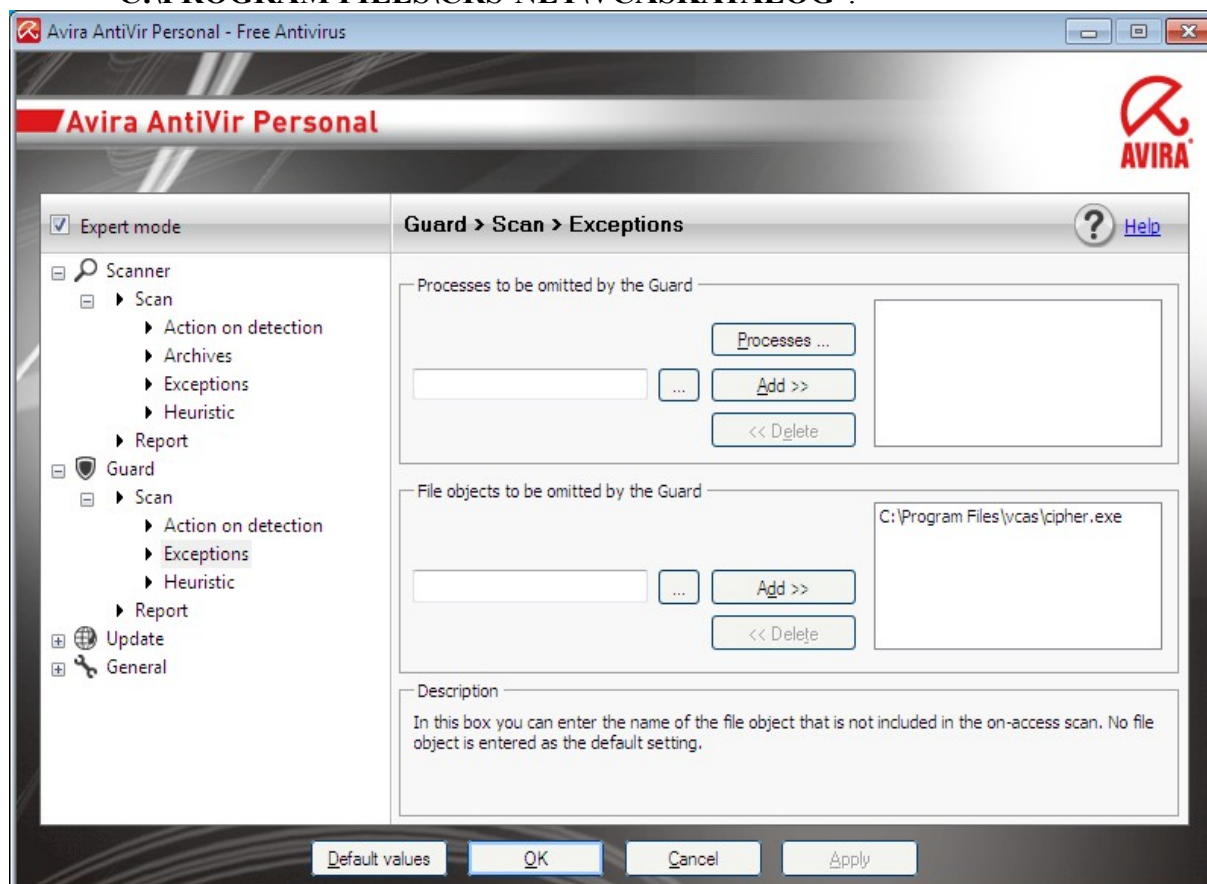 Avira AntiVir Personal - Free Antivirus
Avira AntiVir Personal
AVIRA
Expert mode
Guard > Scan > Exceptions
? Help
Scanner
Scan
Action on detection
Archives
Exceptions
Heuristic
Report
Guard
Scan
Action on detection
Exceptions
Heuristic
Report
Update
General
Processes to be omitted by the Guard
Processes ...
...
Add >>
<< Delete
File objects to be omitted by the Guard
C:\Program Files\vcas\cipher.exe
...
Add >>
<< Delete
Description
In this box you can enter the name of the file object that is not included in the on-access scan. No file
object is entered as the default setting.
Default values
OK
Cancel
Apply